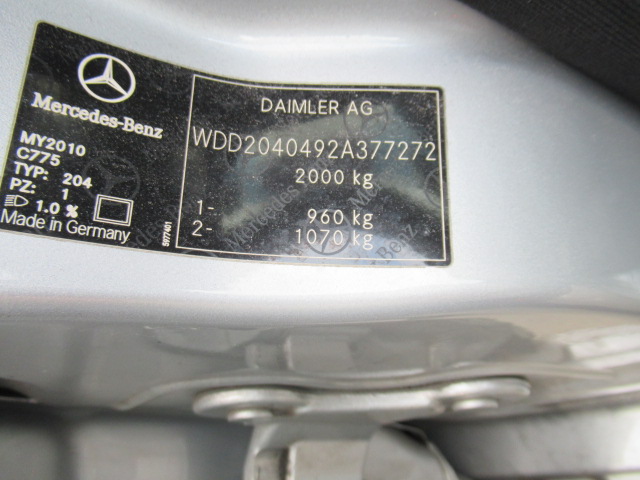 Mercedes-Benz
MY2010
C775
TYP: 204
PZ: 1
1.0 %
Made in Germany
5977401
DAIMLER AG
WDD2040492A377272
2000 kg
1- 960 kg
2- 1070 kg